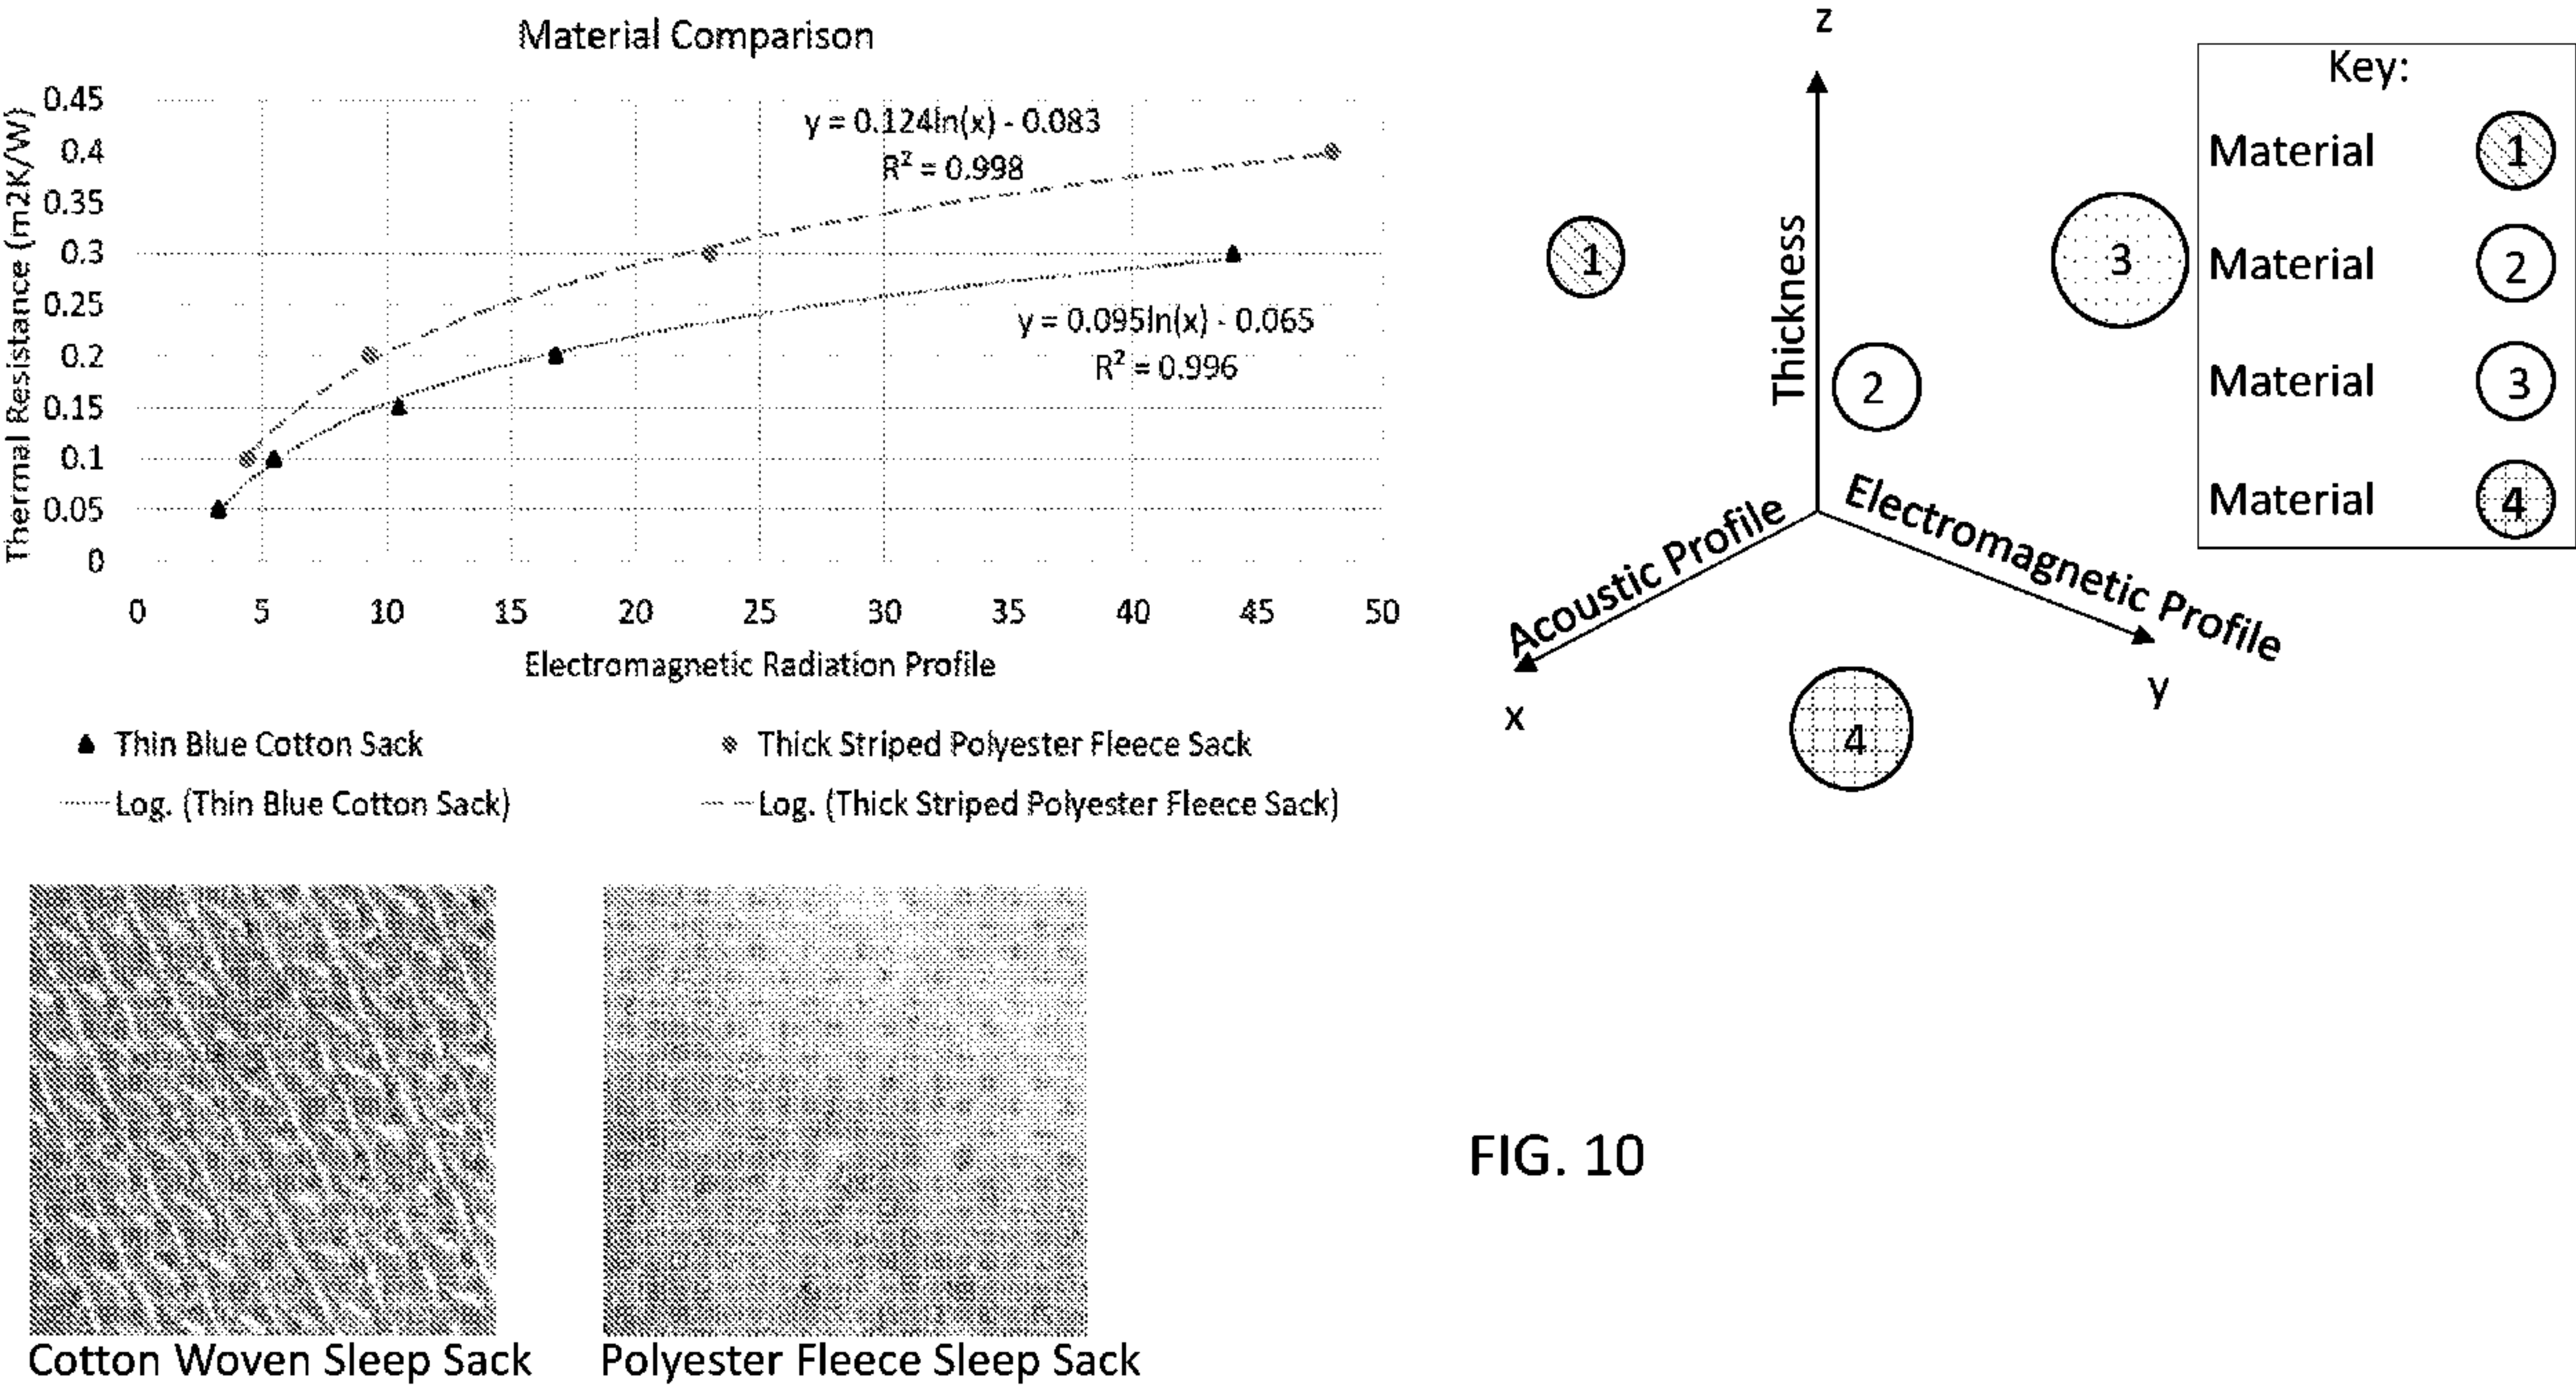 Material Comparison
Thermal Resistance (m2K/W)
0.45
0.4
0.35
0.3
0.25
0.2
0.15
0.1
0.05
0
y = 0.124ln(x) - 0.083
R² = 0.998
y = 0.095ln(x) - 0.065
R² = 0.996
0 5 10 15 20 25 30 35 40 45 50
Electromagnetic Radiation Profile
Thin Blue Cotton Sack
Thick Striped Polyester Fleece Sack
Log. (Thin Blue Cotton Sack)
Log. (Thick Striped Polyester Fleece Sack)
z
Thickness
Acoustic Profile
x
Electromagnetic Profile
y
1
2
3
4
Key:
Material 1
Material 2
Material 3
Material 4
Cotton Woven Sleep Sack
Polyester Fleece Sleep Sack
FIG. 10